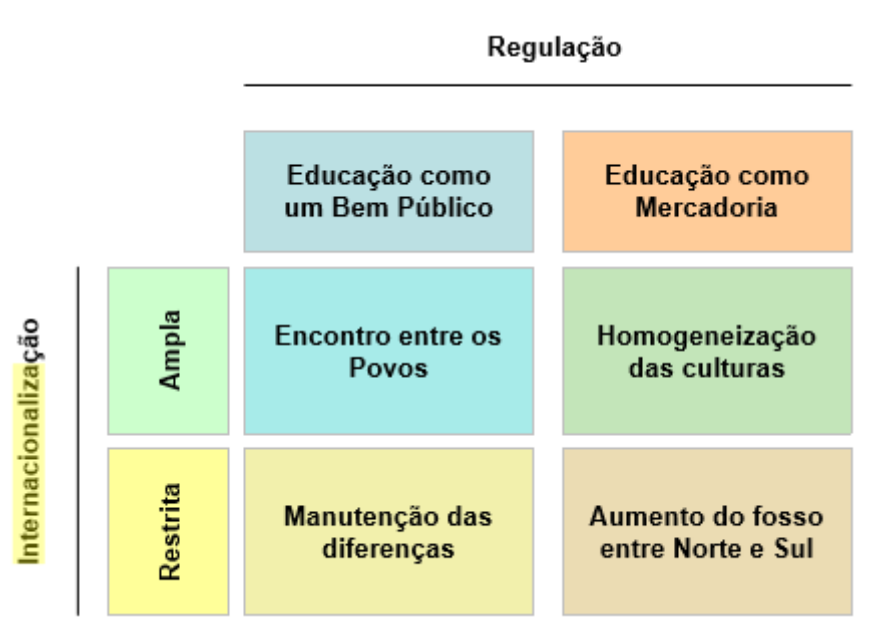 Regulação
Educação como
um Bem Público
Educação como
Mercadoria
Internacionalização
Ampla
Encontro entre os
Povos
Homogeneização
das culturas
Restrita
Manutenção das
diferenças
Aumento do fosso
entre Norte e Sul